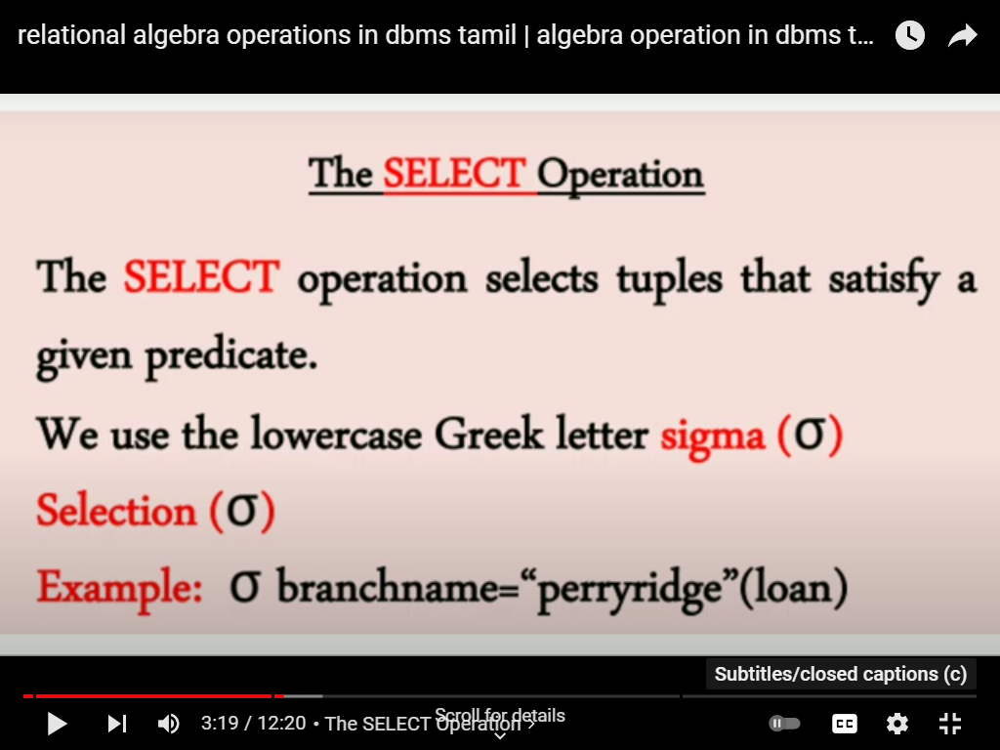 relational algebra operations in dbms tamil | algebra operation in dbms t...
The SELECT Operation
The SELECT operation selects tuples that satisfy a
given predicate.
We use the lowercase Greek letter sigma (σ)
Selection (σ)
Example: σ branchname=“perryridge”(loan)
Subtitles/closed captions (c)
Scroll for details
3:19 / 12:20 • The SELECT Operation ›
CC